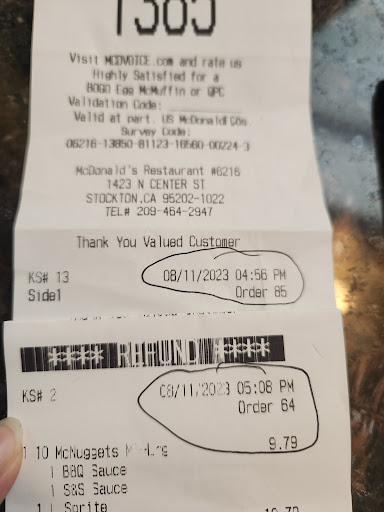 1385
Visit MCDVOICE.com and rate us
Highly Satisfied for a
BOGO Egg McMuffin or QPC
Validation Code:
Valid at part. US McDonald's
Survey Code:
06216-13850-81123-16560-00224-3
McDonald's Restaurant #6216
1423 N CENTER ST
STOCKTON,CA 95202-1022
TEL# 209-464-2947
Thank You Valued Customer
KS# 13 08/11/2023 04:56 PM
Side1 Order 85
***** REFUND *****
KS# 2 08/11/2023 05:08 PM
Order 64
9.79
1 10 McNuggets
1 BBQ Sauce
1 S&S Sauce
1 Sprite